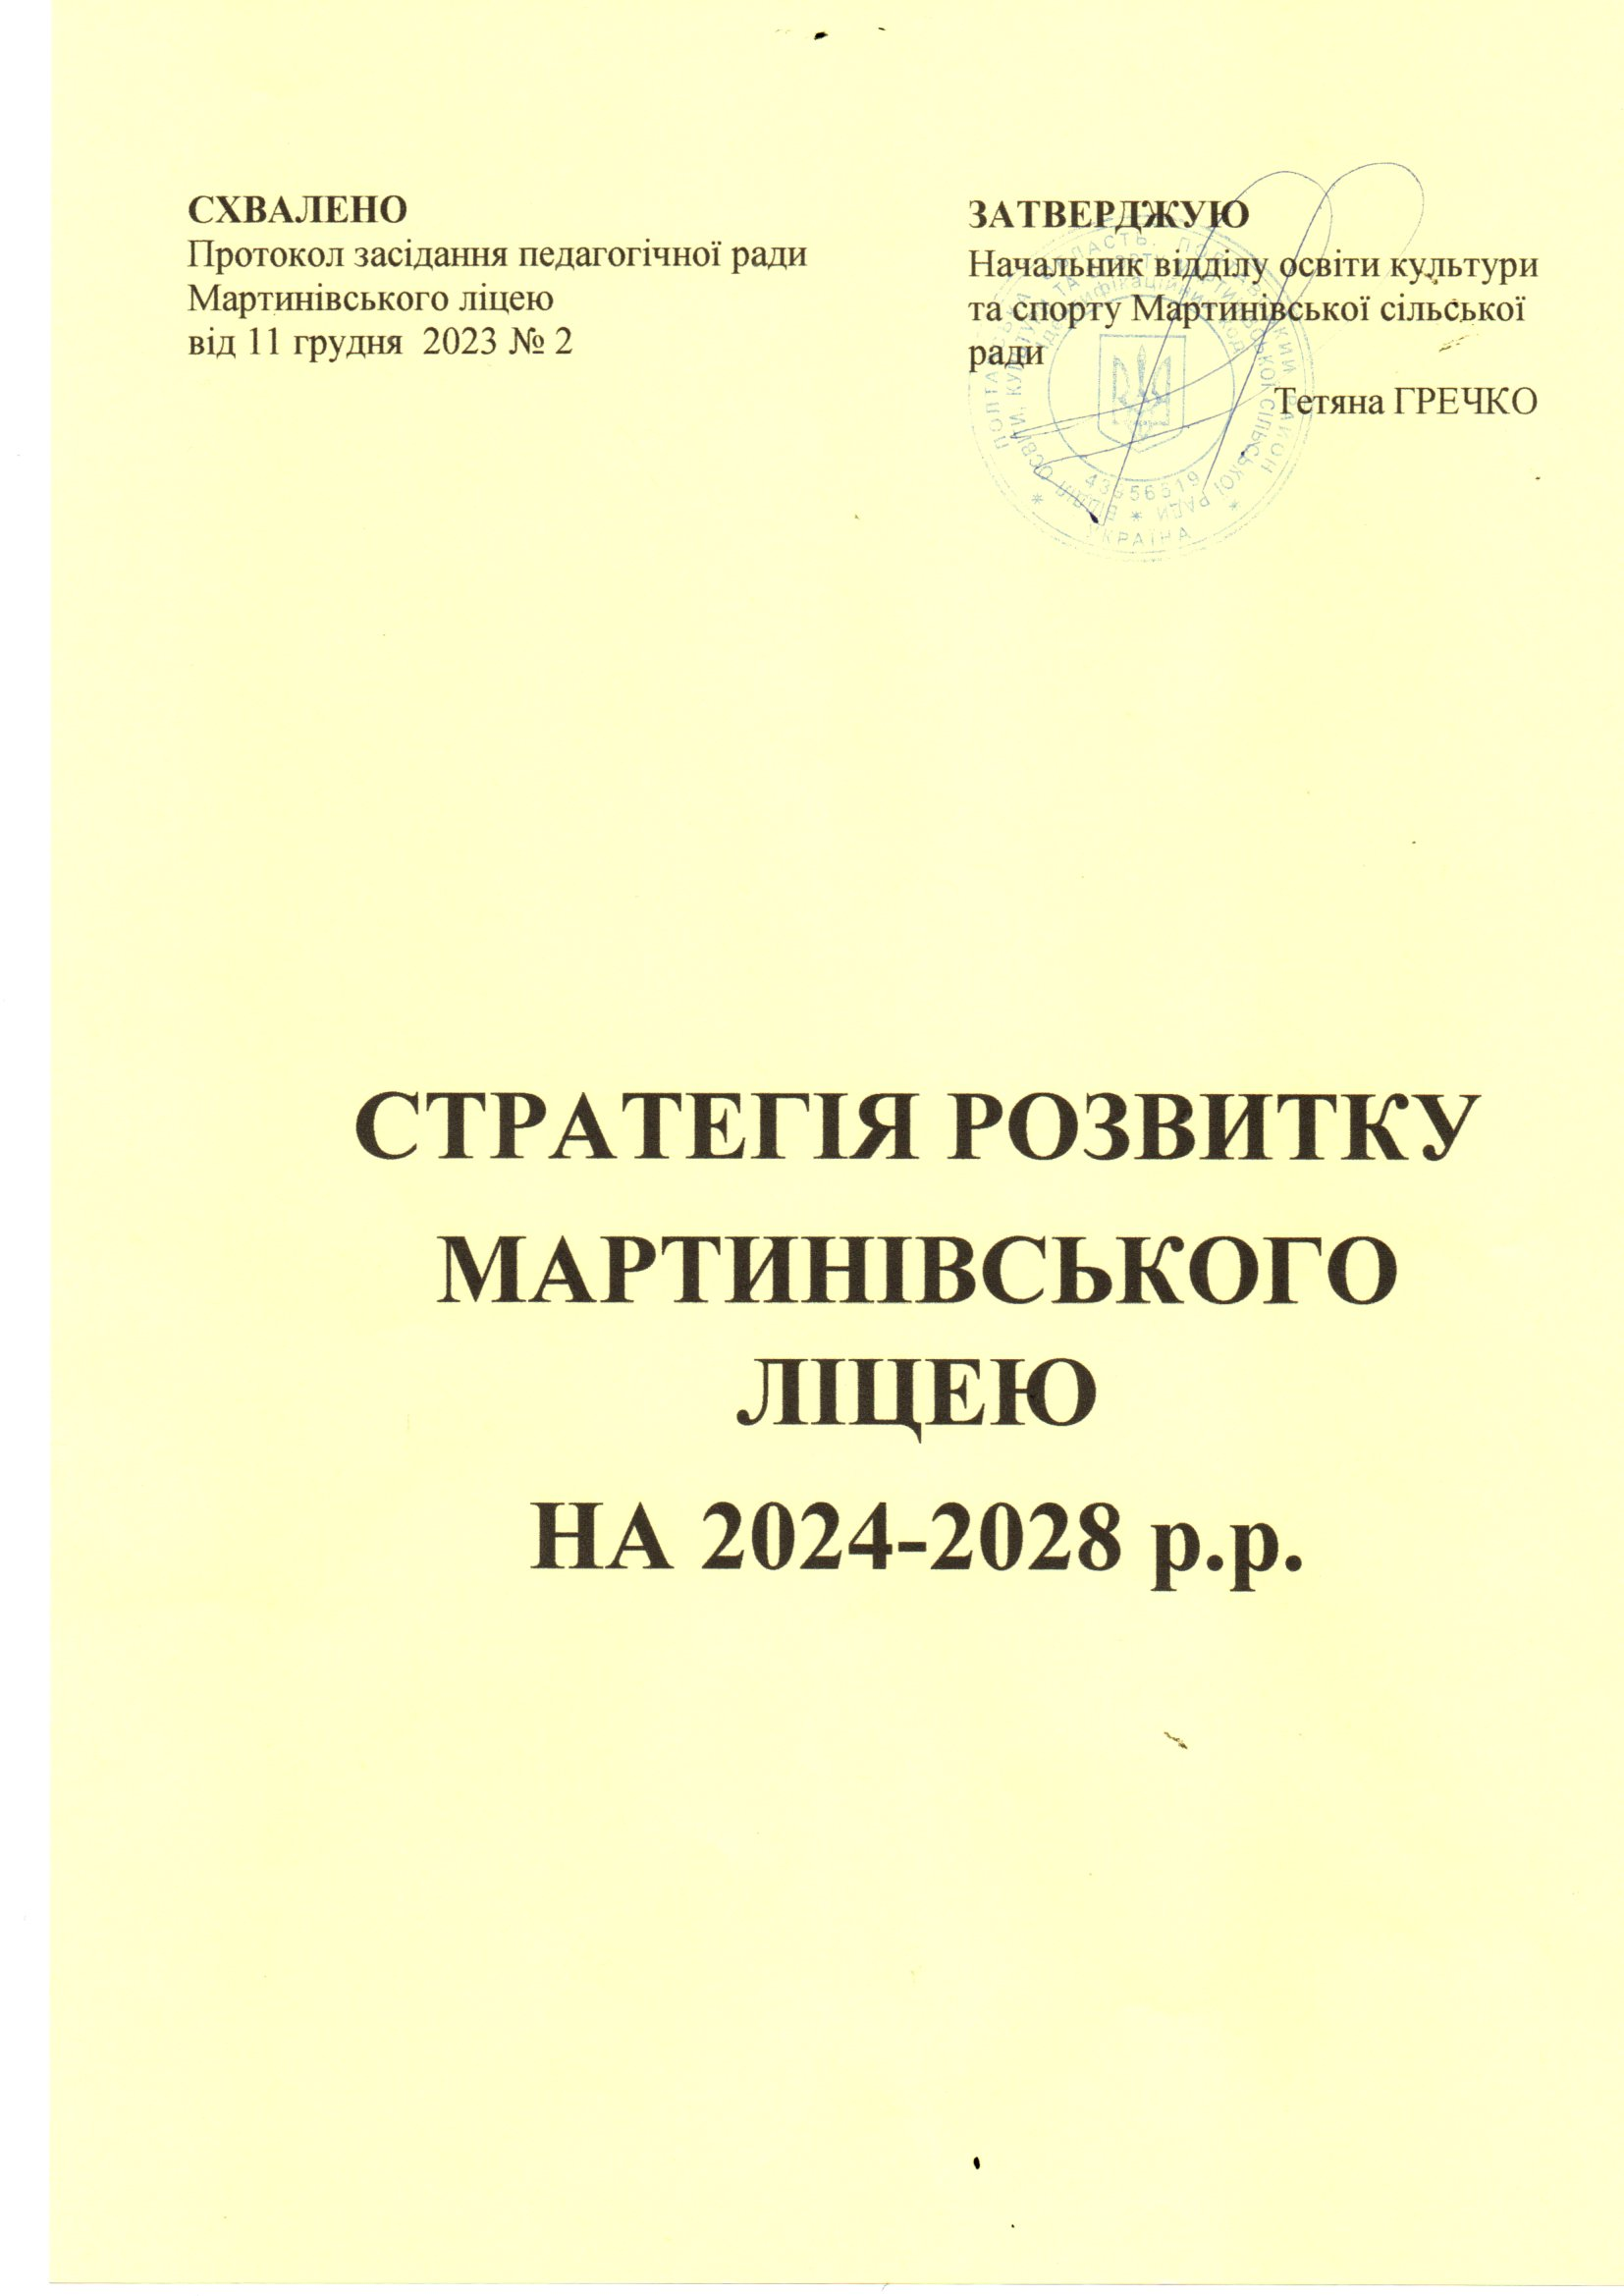 СХВАЛЕНО
Протокол засідання педагогічної ради
Мартинівського ліцею
від 11 грудня 2023 № 2
ЗАТВЕРДЖУЮ
Начальник відділу освіти культури
та спорту Мартинівської сільської
ради
Тетяна ГРЕЧКО
УКРАЇНА
СТРАТЕГІЯ РОЗВИТКУ
МАРТИНІВСЬКОГО
ЛІЦЕЮ
НА 2024-2028 р.р.